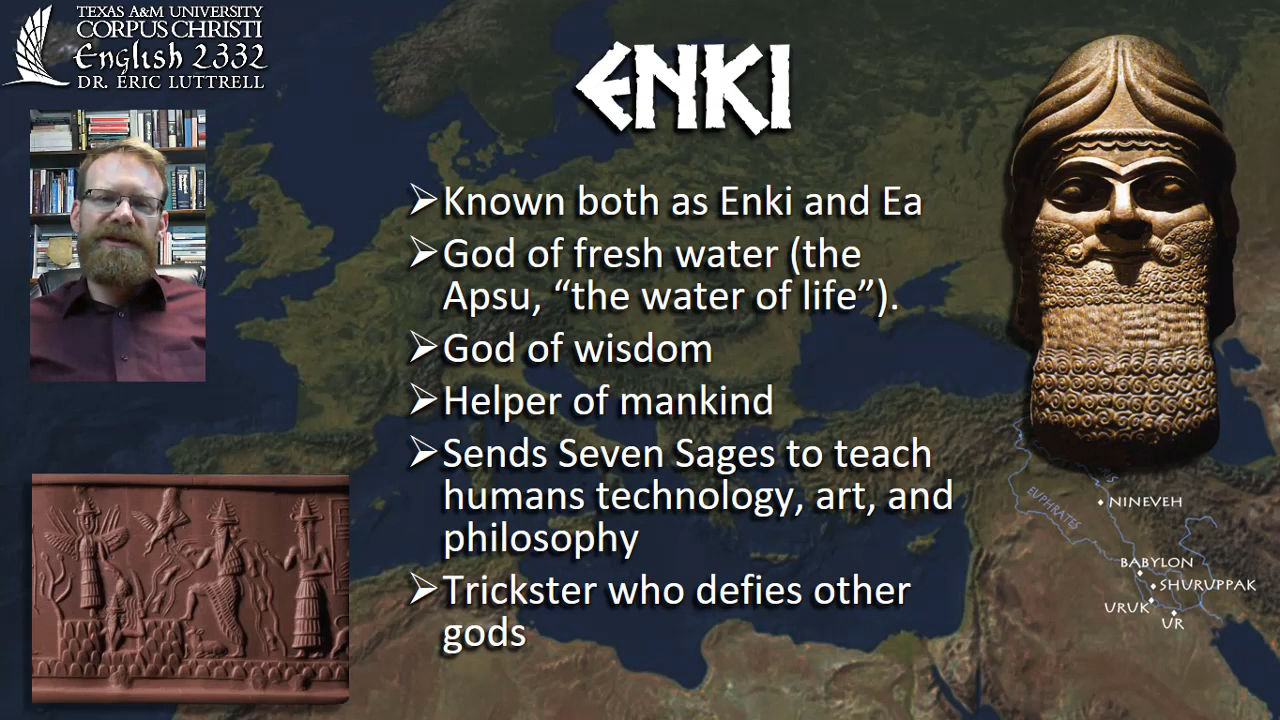 TEXAS A&M UNIVERSITY
CORPUS CHRISTI
English 2332
DR. ERIC LUTTRELL
ENKI
➢Known both as Enki and Ea
➢God of fresh water (the
Apsu, “the water of life”).
➢God of wisdom
➢Helper of mankind
➢Sends Seven Sages to teach
humans technology, art, and
philosophy
➢Trickster who defies other
gods
EUPHRATES
NINEVEH
BABYLON
SHURUPPAK
URUK
UR